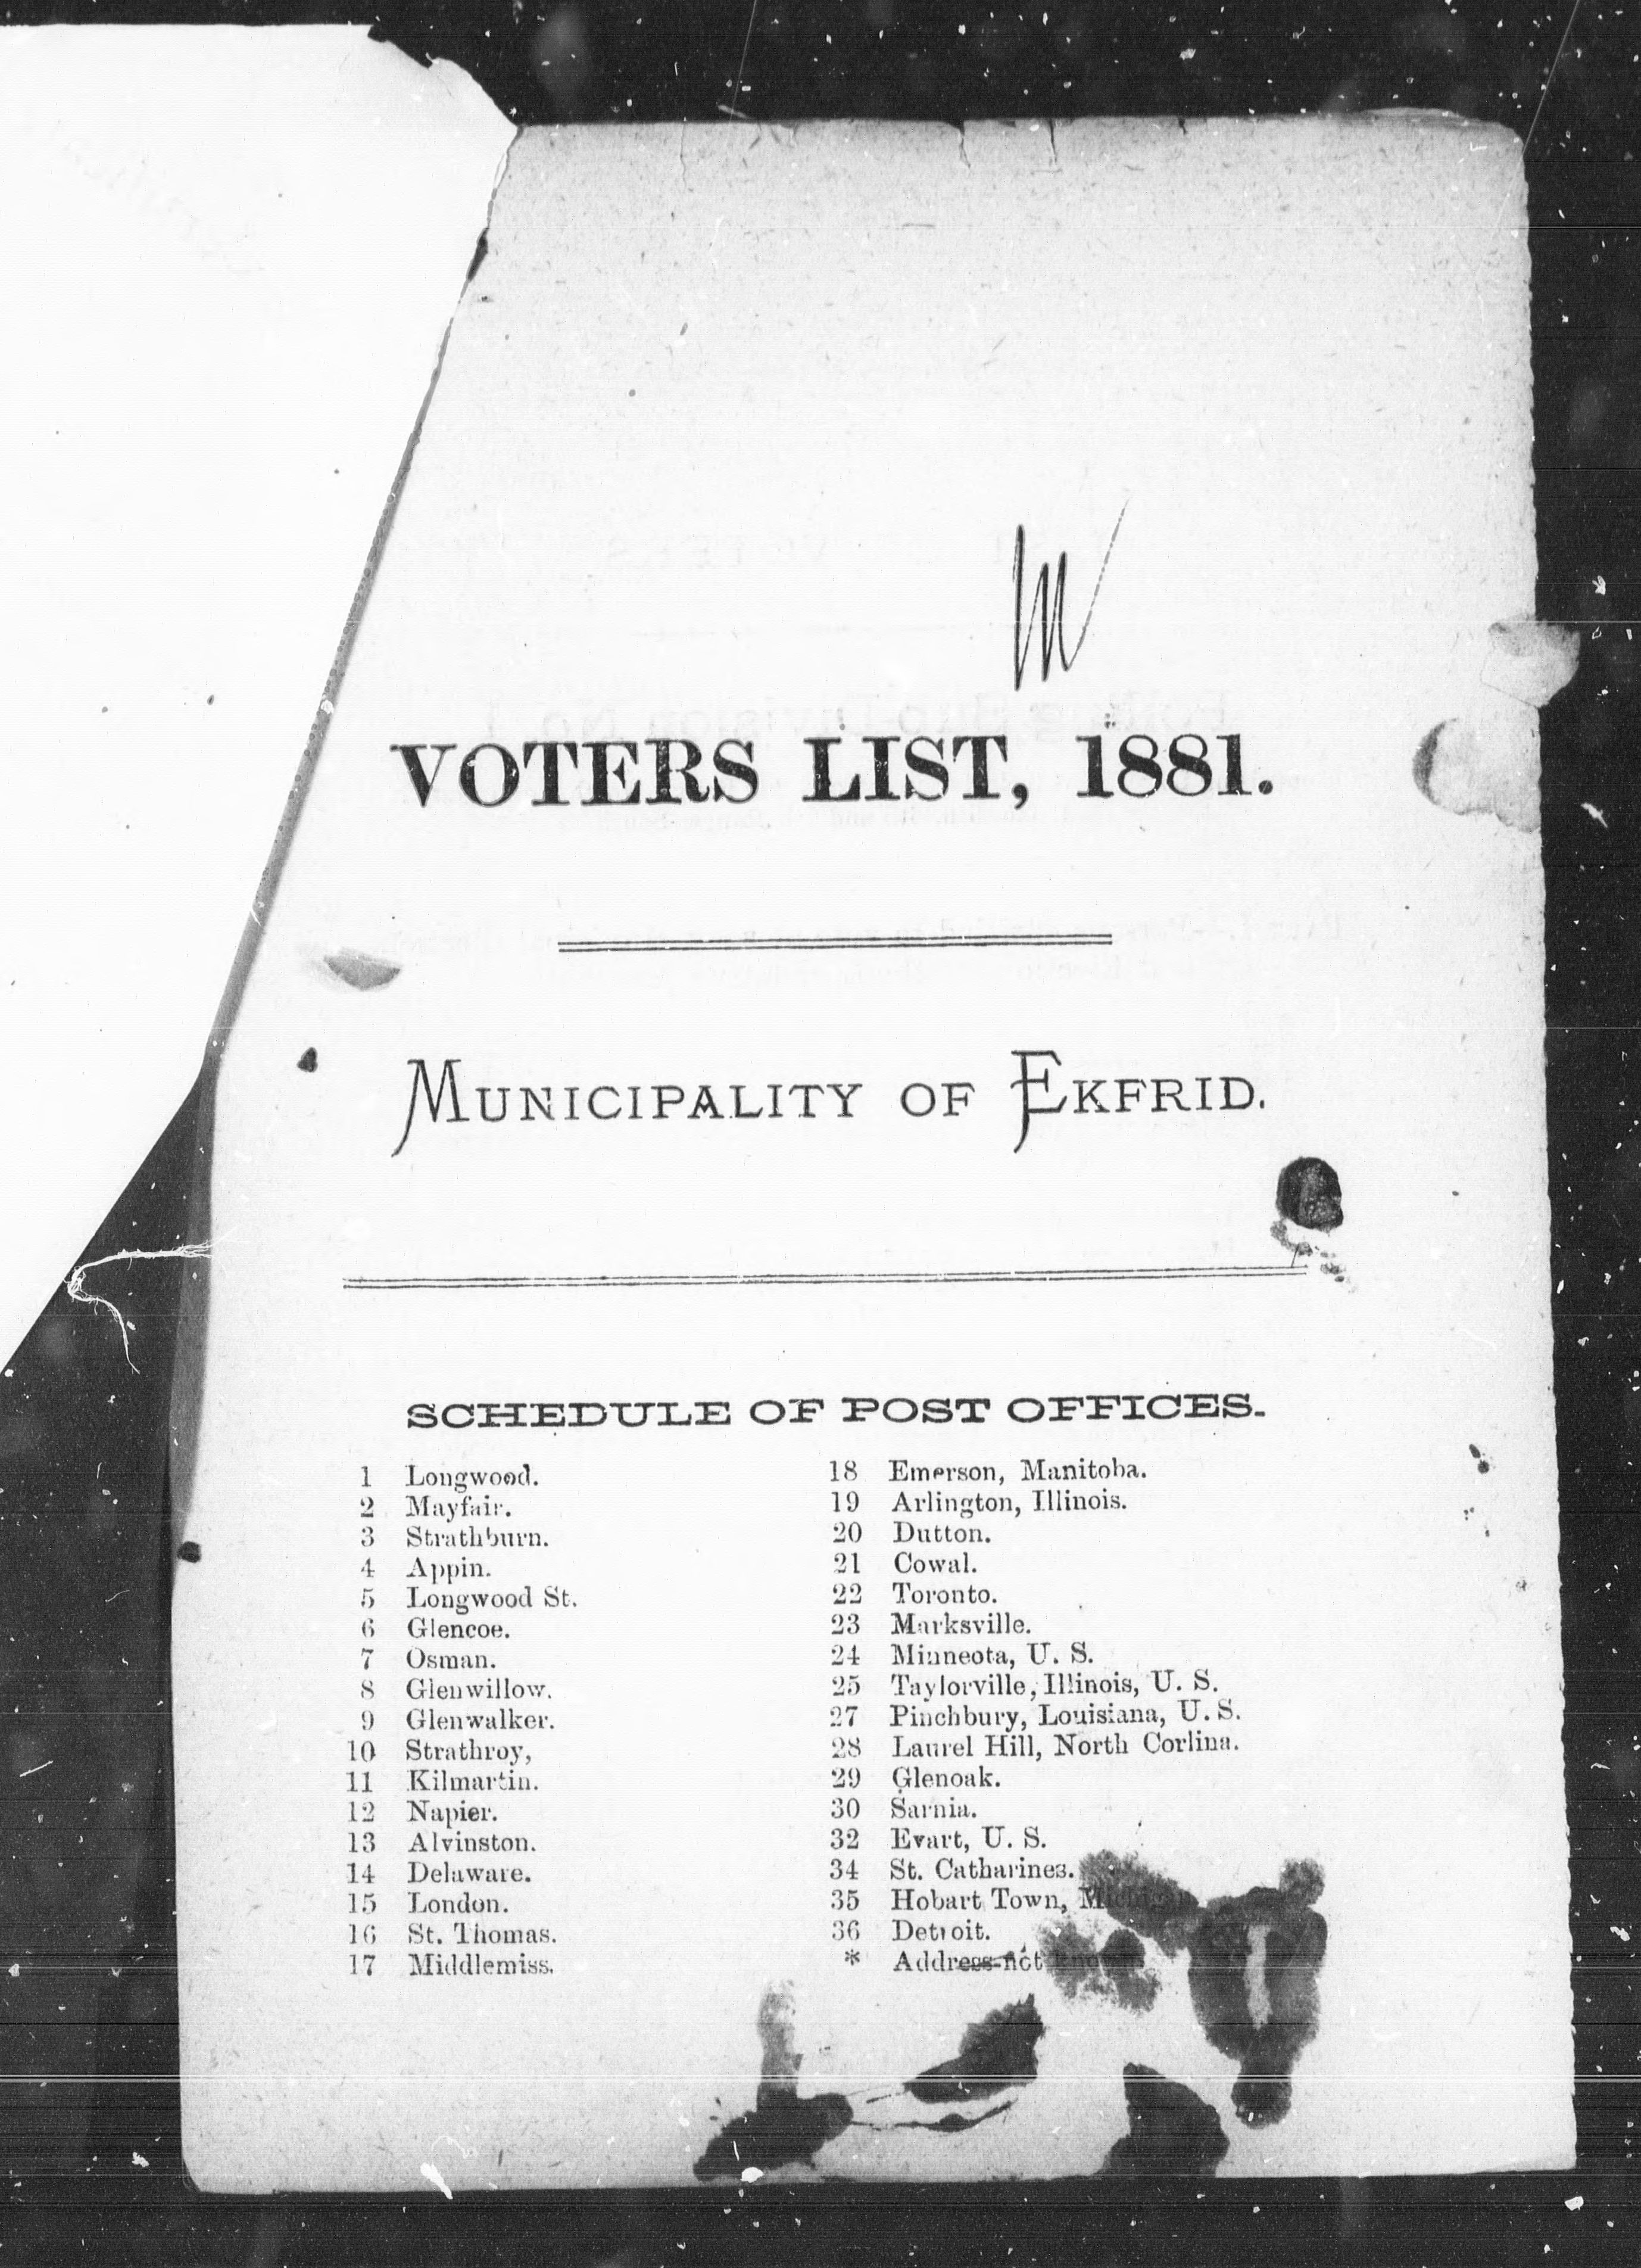 VOTERS LIST, 1881.
MUNICIPALITY OF EKFRID.
SCHEDULE OF POST OFFICES.
1 Longwood.
2 Mayfair.
3 Strathburn.
4 Appin.
5 Longwood St.
6 Glencoe.
7 Osman.
8 Glenwillow.
9 Glenwalker.
10 Strathroy,
11 Kilmartin.
12 Napier.
13 Alvinston.
14 Delaware.
15 London.
16 St. Thomas.
17 Middlemiss.
18 Emerson, Manitoba.
19 Arlington, Illinois.
20 Dutton.
21 Cowal.
22 Toronto.
23 Marksville.
24 Minneota, U. S.
25 Taylorville, Illinois, U. S.
27 Pinchbury, Louisiana, U. S.
28 Laurel Hill, North Corlina.
29 Glenoak.
30 Sarnia.
32 Evart, U. S.
34 St. Catharines.
35 Hobart Town, Michigan
36 Detroit.
* Address not known